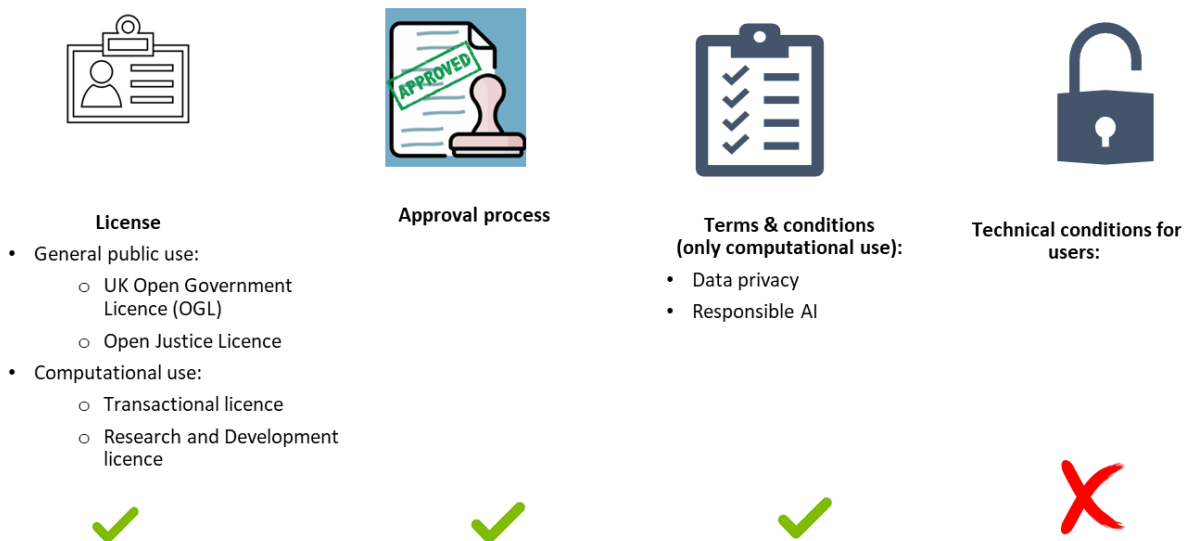 APPROVED
License
• General public use:
o UK Open Government
Licence (OGL)
o Open Justice Licence
• Computational use:
o Transactional licence
o Research and Development
licence
Approval process
Terms & conditions
(only computational use):
• Data privacy
• Responsible AI
Technical conditions for
users: